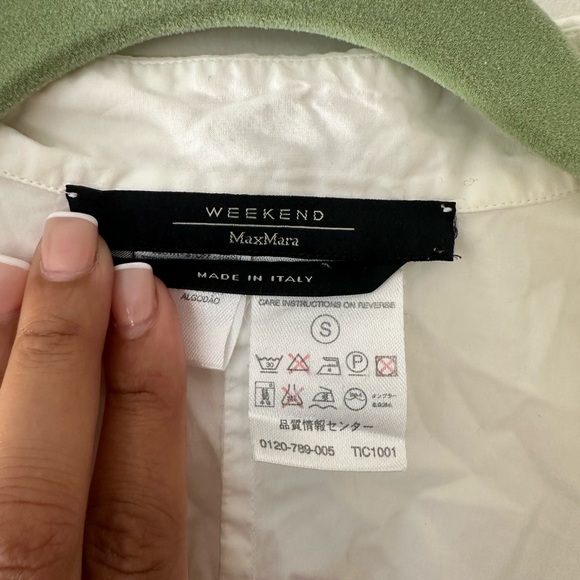 WEEKEND
MaxMara
MADE IN ITALY
ALGODÃO
CARE INSTRUCTIONS ON REVERSE
S
30
P
品質情報センター
0120-789-005 TIC1001